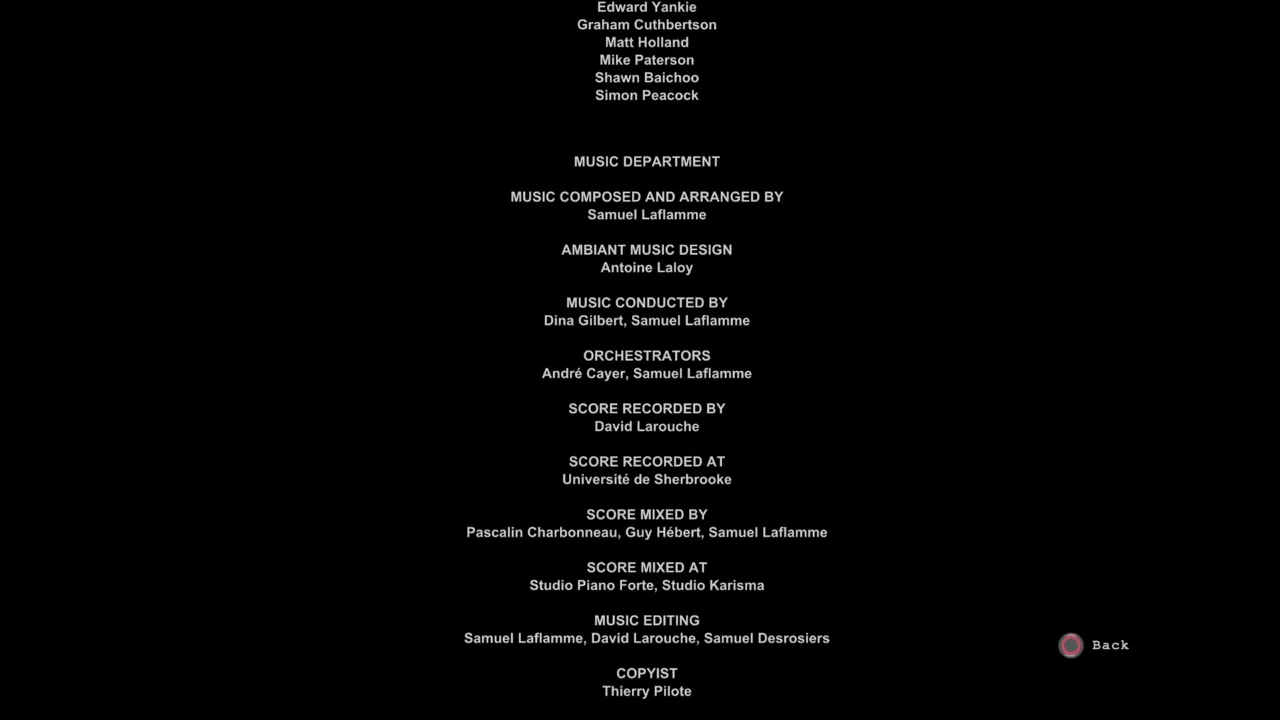 Edward Yankie
Graham Cuthbertson
Matt Holland
Mike Paterson
Shawn Baichoo
Simon Peacock
MUSIC DEPARTMENT
MUSIC COMPOSED AND ARRANGED BY
Samuel Laflamme
AMBIANT MUSIC DESIGN
Antoine Laloy
MUSIC CONDUCTED BY
Dina Gilbert, Samuel Laflamme
ORCHESTRATORS
André Cayer, Samuel Laflamme
SCORE RECORDED BY
David Larouche
SCORE RECORDED AT
Université de Sherbrooke
SCORE MIXED BY
Pascalin Charbonneau, Guy Hébert, Samuel Laflamme
SCORE MIXED AT
Studio Piano Forte, Studio Karisma
MUSIC EDITING
Samuel Laflamme, David Larouche, Samuel Desrosiers
Back
COPYIST
Thierry Pilote